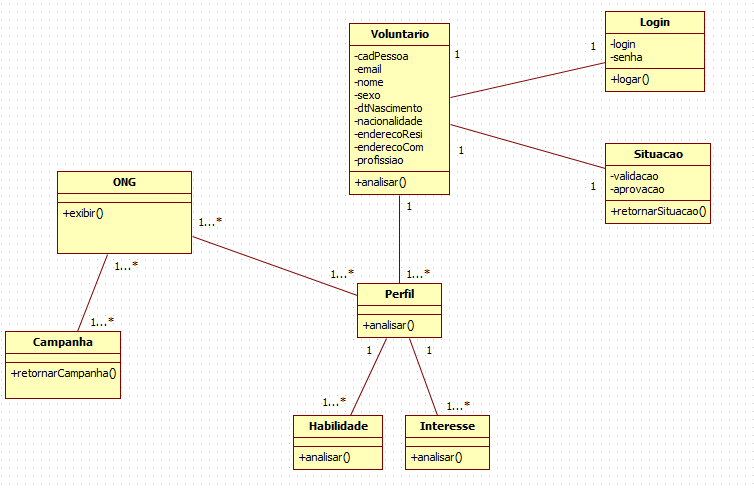 Voluntario
-cadPessoa
-email
-nome
-sexo
-dtNascimento
-nacionalidade
-enderecoResi
-enderecoCom
-profissiao
+analisar()
1
1
Login
-login
-senha
+logar()
1
1
Situacao
-validacao
-aprovacao
+retornarSituacao()
ONG
+exibir()
1...*
1...*
1
1...*
Perfil
+analisar()
1...*
1...*
Campanha
+retornarCampanha()
1
1
1...*
1...*
Habilidade
+analisar()
Interesse
+analisar()